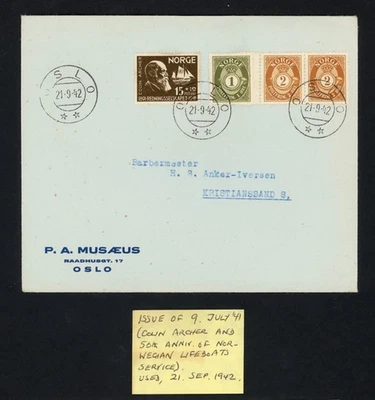 COLIN ARCHER
15+10
NORGE
1
NORGE
2
NORGE
2
OSLO
21-9-42
OSLO
21-9-42
OSLO
21-9-42
Barbermester
H. S. Anker-Iversen
KRISTIANSSAND S,
P. A. MUSÆUS
RAADHUSGT. 17
OSLO
ISSUE OF 9. JULY '41
(COLIN ARCHER AND
50th ANNIV. OF NOR-
WEGIAN LIFEBOATS
SERVICE).
USED, 21. SEP. 1942.